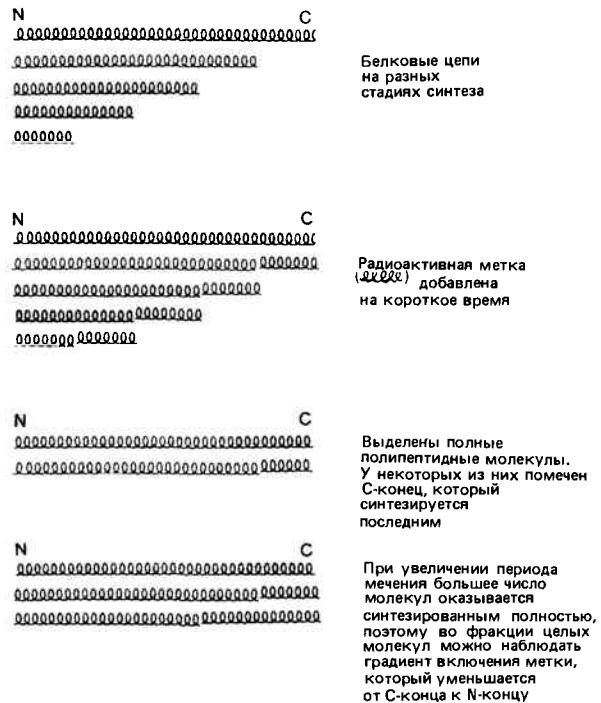 N C
Белковые цепи
на разных
стадиях синтеза
N C
Радиоактивная метка
( ) добавлена
на короткое время
N C
Выделены полные
полипептидные молекулы.
У некоторых из них помечен
С-конец, который
синтезируется
последним
N C
При увеличении периода
мечения большее число
молекул оказывается
синтезированным полностью,
поэтому во фракции целых
молекул можно наблюдать
градиент включения метки,
который уменьшается
от С-конца к N-концу